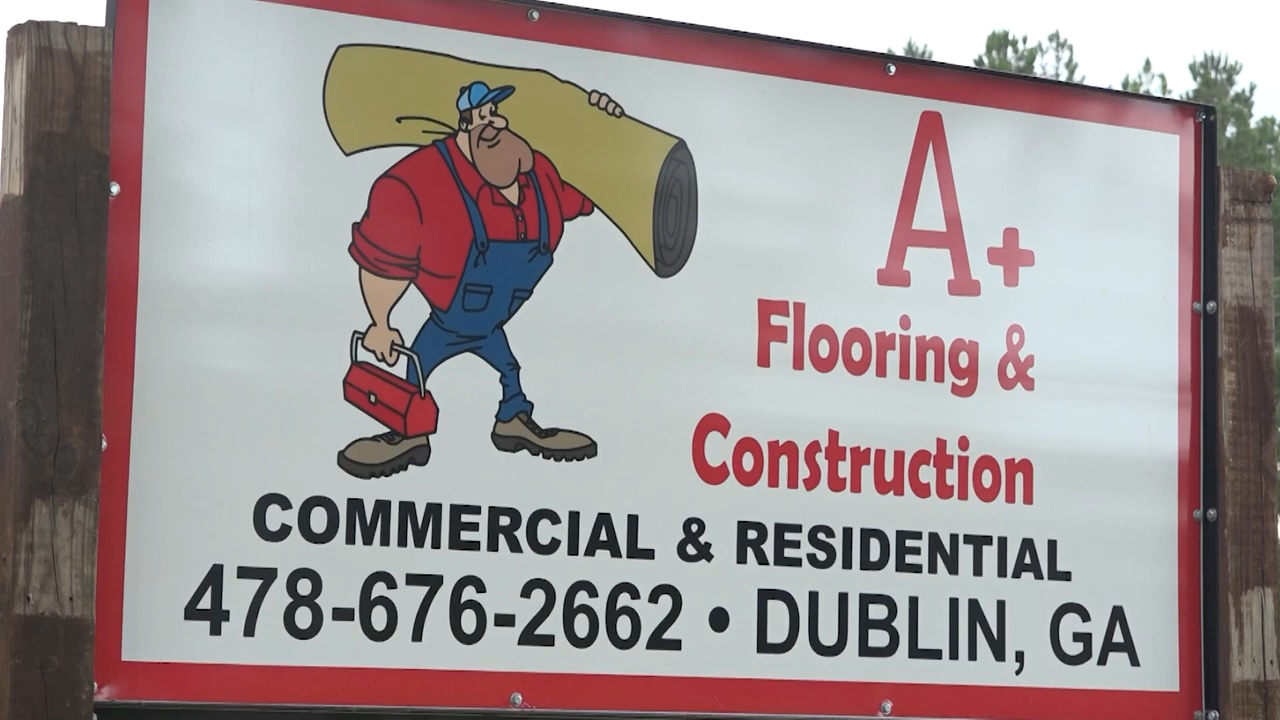 A+
Flooring &
Construction
COMMERCIAL & RESIDENTIAL
478-676-2662 • DUBLIN, GA